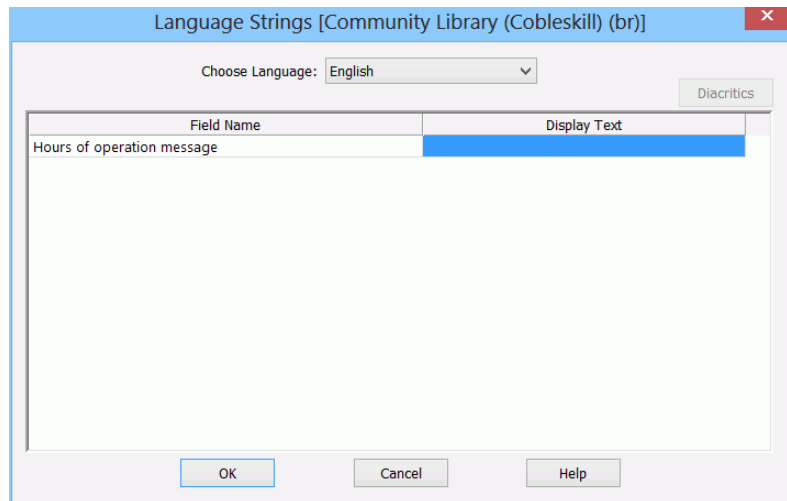 Language Strings [Community Library (Cobleskill) (br)]
Choose Language: English
Diacritics
Field Name Display Text
Hours of operation message
OK Cancel Help